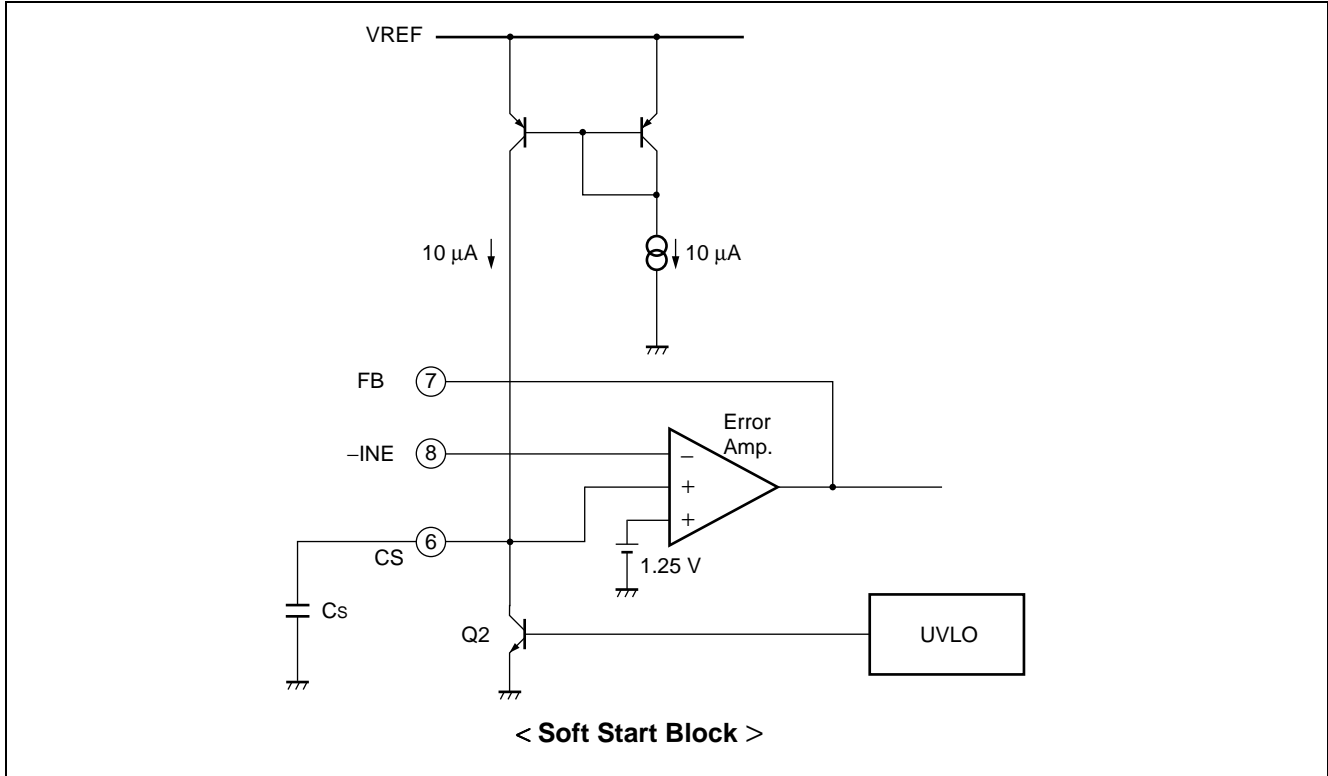 VREF
10 μA
10 μA
FB
7
Error
Amp.
−INE
8
−
+
+
CS
6
1.25 V
Cs
Q2
UVLO
< Soft Start Block >